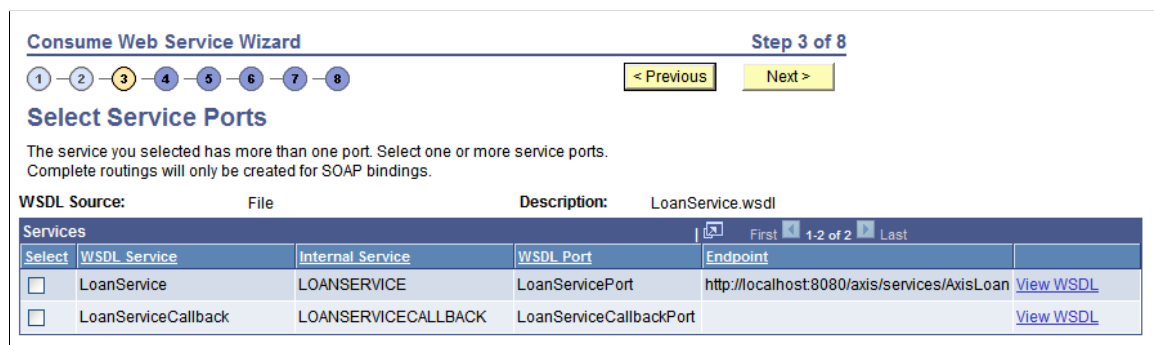 Consume Web Service Wizard Step 3 of 8
1 2 3 4 5 6 7 8 < Previous Next >
Select Service Ports
The service you selected has more than one port. Select one or more service ports.
Complete routings will only be created for SOAP bindings.
WSDL Source: File Description: LoanService.wsdl
Services | First 1-2 of 2 Last
Select WSDL Service Internal Service WSDL Port Endpoint
LoanService LOANSERVICE LoanServicePort http://localhost:8080/axis/services/AxisLoan View WSDL
LoanServiceCallback LOANSERVICECALLBACK LoanServiceCallbackPort View WSDL